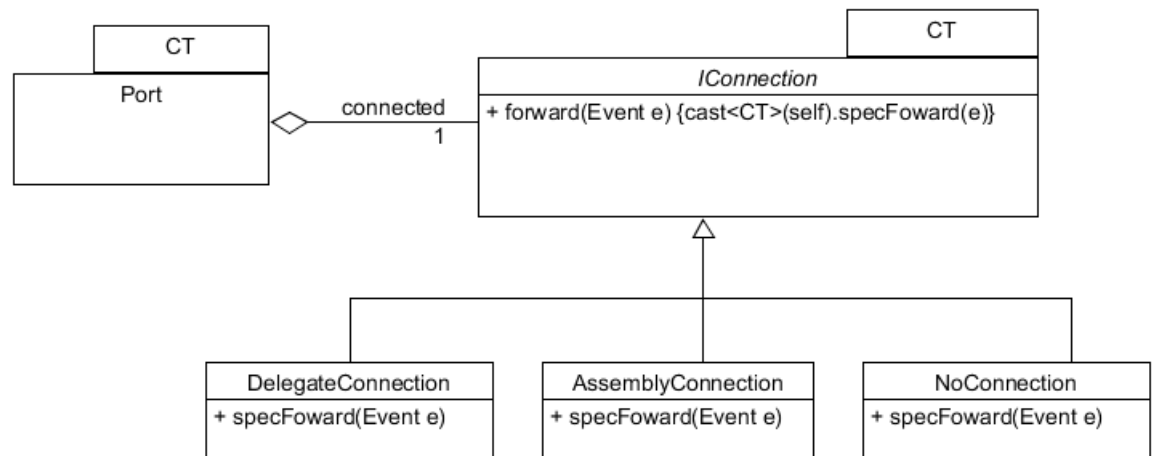 CT
Port
connected
1
CT
IConnection
+ forward(Event e) {cast<CT>(self).specFoward(e)}
DelegateConnection
+ specFoward(Event e)
AssemblyConnection
+ specFoward(Event e)
NoConnection
+ specFoward(Event e)